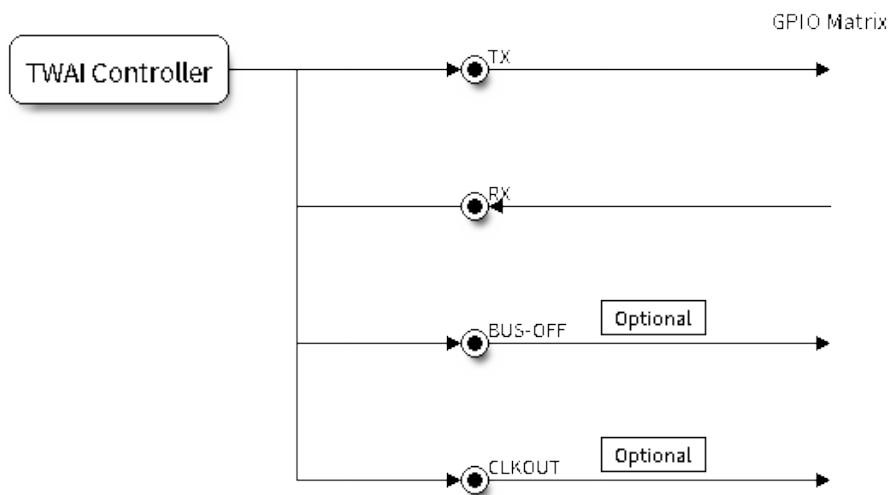 GPIO Matrix
TWAI Controller
TX
RX
BUS-OFF
Optional
CLKOUT
Optional